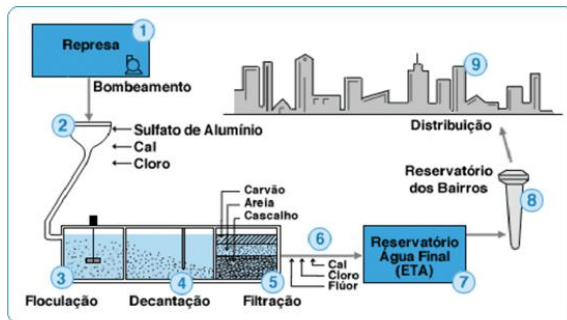 1
Represa
Bombeamento
2
Sulfato de Alumínio
Cal
Cloro
3
Floculação
4
Decantação
Carvão
Areia
Cascalho
5
Filtração
6
Cal
Cloro
Flúor
Reservatório
Água Final
(ETA)
7
Reservatório
dos Bairros
8
Distribuição
9